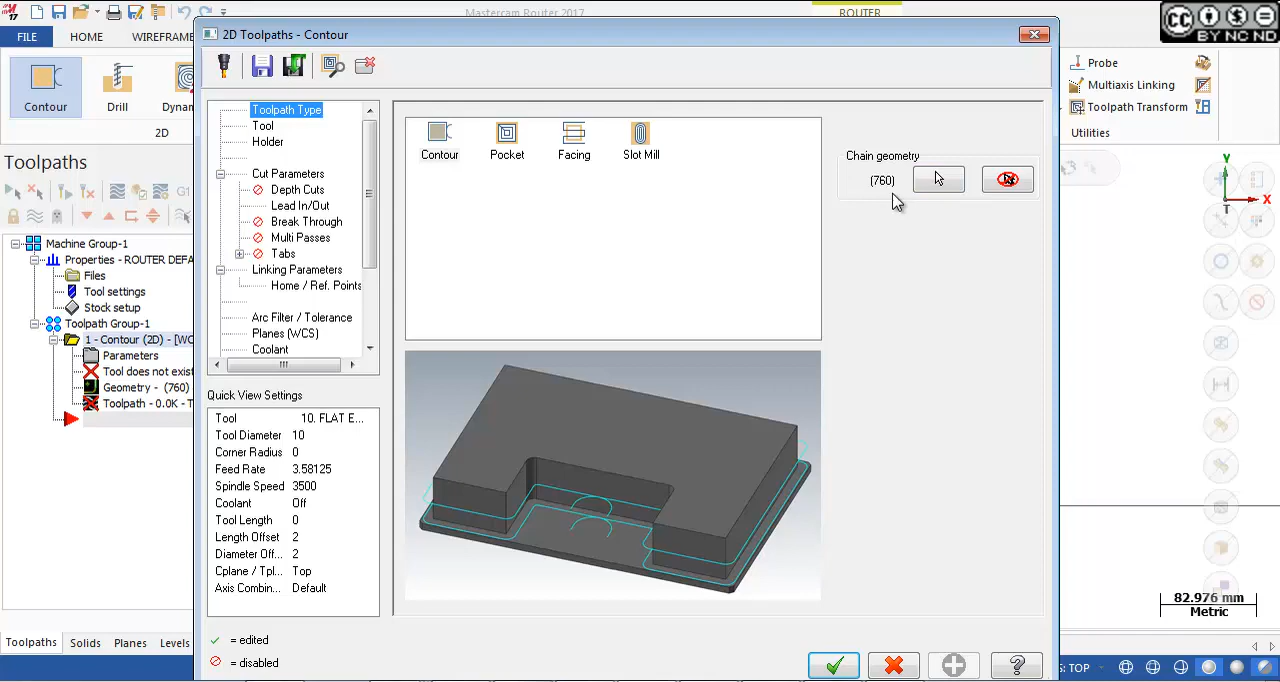 17
Mastercam Router 2017
ROUTER
BY NC ND
FILE
HOME
WIREFRAME
2D Toolpaths - Contour
Contour
Drill
Dynam
2D
Probe
Multiaxis Linking
Toolpath Transform
Utilities
Toolpaths
G1
Machine Group-1
Properties - ROUTER DEFA
Files
Tool settings
Stock setup
Toolpath Group-1
1 - Contour (2D) - [WC
Parameters
Tool does not exist
Geometry - (760)
Toolpath - 0.0K - T
Toolpath Type
Tool
Holder
Cut Parameters
Depth Cuts
Lead In/Out
Break Through
Multi Passes
Tabs
Linking Parameters
Home / Ref. Points
Arc Filter / Tolerance
Planes (WCS)
Coolant
Quick View Settings
Tool 10. FLAT E...
Tool Diameter 10
Corner Radius 0
Feed Rate 3.58125
Spindle Speed 3500
Coolant Off
Tool Length 0
Length Offset 2
Diameter Off... 2
Cplane / Tpl... Top
Axis Combin... Default
= edited
= disabled
Contour
Pocket
Facing
Slot Mill
Chain geometry
(760)
Y
X
T
82.976 mm
Metric
Toolpaths
Solids
Planes
Levels
S: TOP